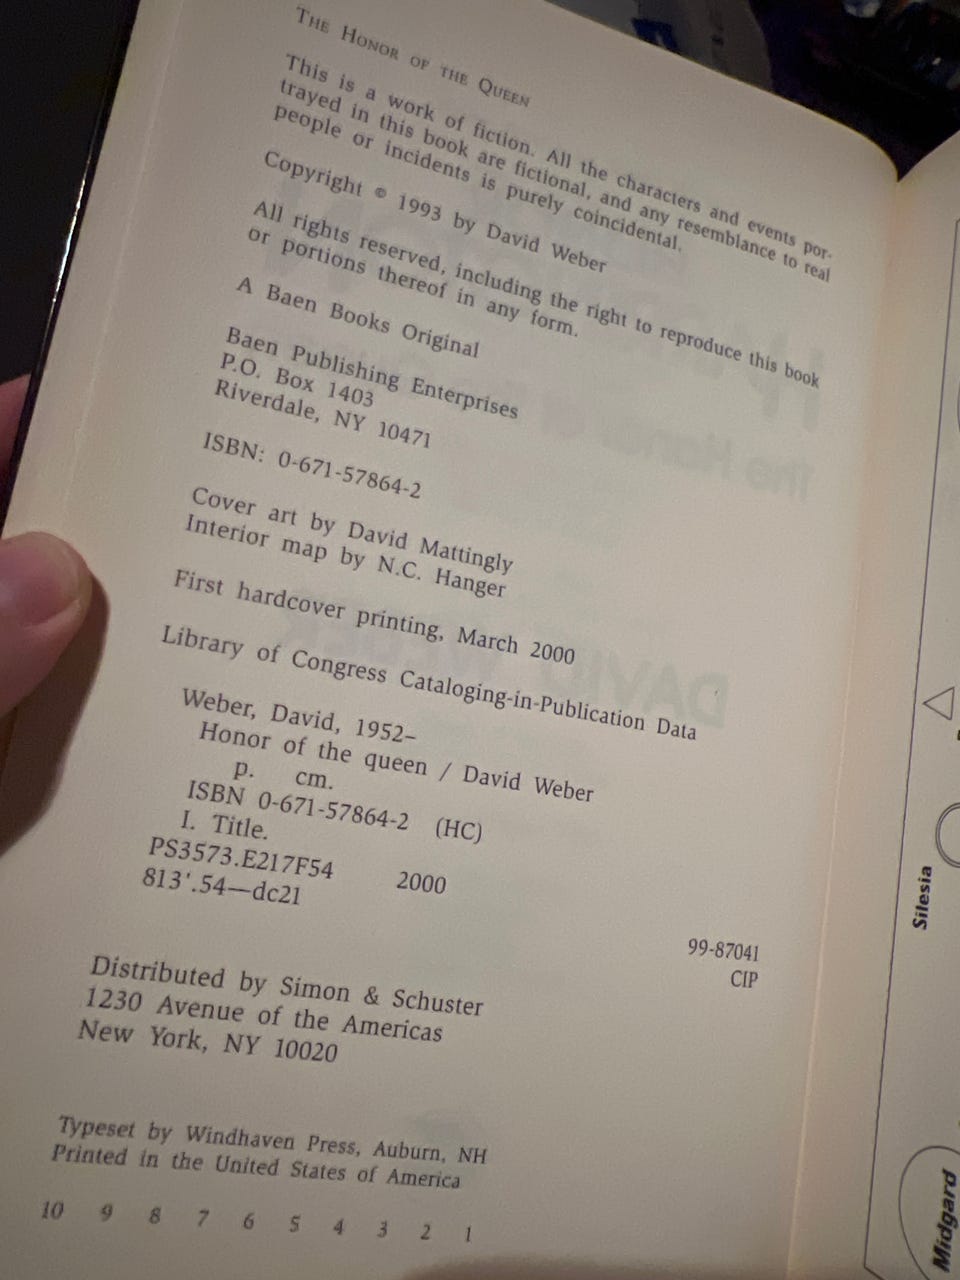 The Honor of the Queen
This is a work of fiction. All the characters and events por-
trayed in this book are fictional, and any resemblance to real
people or incidents is purely coincidental.
Copyright © 1993 by David Weber
All rights reserved, including the right to reproduce this book
or portions thereof in any form.
A Baen Books Original
Baen Publishing Enterprises
P.O. Box 1403
Riverdale, NY 10471
ISBN: 0-671-57864-2
Cover art by David Mattingly
Interior map by N.C. Hanger
First hardcover printing, March 2000
Library of Congress Cataloging-in-Publication Data
Weber, David, 1952–
Honor of the queen / David Weber
p. cm.
ISBN 0-671-57864-2 (HC)
I. Title.
PS3573.E217F54 2000
813'.54—dc21
99-87041
CIP
Distributed by Simon & Schuster
1230 Avenue of the Americas
New York, NY 10020
Typeset by Windhaven Press, Auburn, NH
Printed in the United States of America
10 9 8 7 6 5 4 3 2 1
Silesia
Midgard